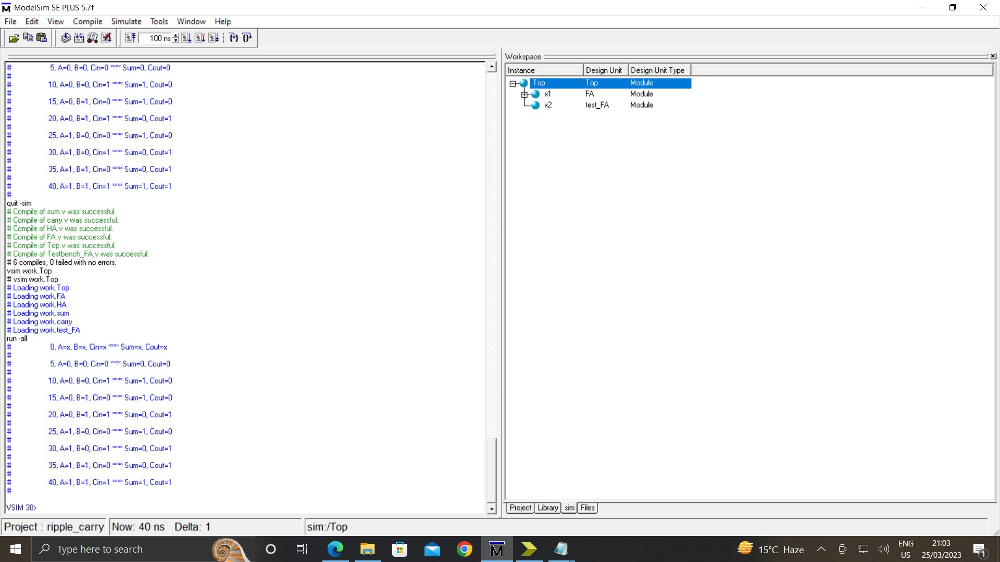 ModelSim SE PLUS 5.7f
File Edit View Compile Simulate Tools Window Help
100 ns
# 5, A=0, B=0, Cin=0 **** Sum=0, Cout=0
#
# 10, A=0, B=0, Cin=1 **** Sum=1, Cout=0
#
# 15, A=0, B=1, Cin=0 **** Sum=1, Cout=0
#
# 20, A=0, B=1, Cin=1 **** Sum=0, Cout=1
#
# 25, A=1, B=0, Cin=0 **** Sum=1, Cout=0
#
# 30, A=1, B=0, Cin=1 **** Sum=0, Cout=1
#
# 35, A=1, B=1, Cin=0 **** Sum=0, Cout=1
#
# 40, A=1, B=1, Cin=1 **** Sum=1, Cout=1
#
quit -sim
# Compile of sum.v was successful.
# Compile of carry.v was successful.
# Compile of HA.v was successful.
# Compile of FA.v was successful.
# Compile of Top.v was successful.
# Compile of Testbench_FA.v was successful.
# 6 compiles, 0 failed with no errors.
vsim work.Top
# vsim work.Top
# Loading work.Top
# Loading work.FA
# Loading work.HA
# Loading work.sum
# Loading work.carry
# Loading work.test_FA
run -all
# 0, A=x, B=x, Cin=x **** Sum=x, Cout=x
#
# 5, A=0, B=0, Cin=0 **** Sum=0, Cout=0
#
# 10, A=0, B=0, Cin=1 **** Sum=1, Cout=0
#
# 15, A=0, B=1, Cin=0 **** Sum=1, Cout=0
#
# 20, A=0, B=1, Cin=1 **** Sum=0, Cout=1
#
# 25, A=1, B=0, Cin=0 **** Sum=1, Cout=0
#
# 30, A=1, B=0, Cin=1 **** Sum=0, Cout=1
#
# 35, A=1, B=1, Cin=0 **** Sum=0, Cout=1
#
# 40, A=1, B=1, Cin=1 **** Sum=1, Cout=1
#
VSIM 30>
Workspace
Instance Design Unit Design Unit Type
Top Top Module
x1 FA Module
x2 test_FA Module
Project Library sim Files
Project : ripple_carry Now: 40 ns Delta: 1 sim:/Top
Type here to search
15°C Haze
ENG
US
21:03
25/03/2023
1